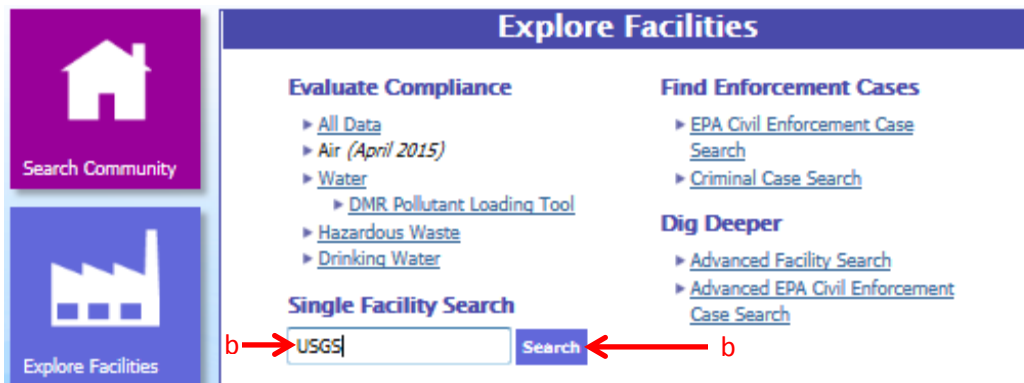 Search Community
Explore Facilities
Explore Facilities
Evaluate Compliance
All Data
Air (April 2015)
Water
DMR Pollutant Loading Tool
Hazardous Waste
Drinking Water
Single Facility Search
b USGS Search b
Find Enforcement Cases
EPA Civil Enforcement Case
Search
Criminal Case Search
Dig Deeper
Advanced Facility Search
Advanced EPA Civil Enforcement
Case Search